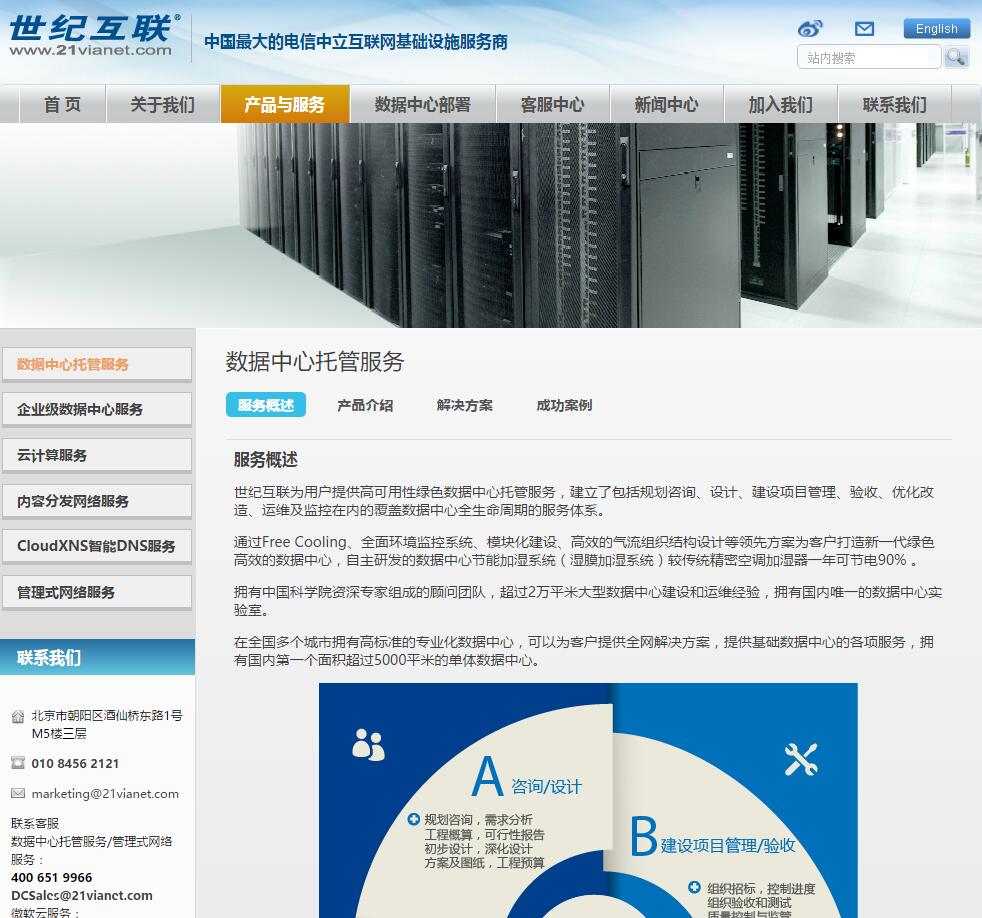 世纪互联®
www.21vianet.com
中国最大的电信中立互联网基础设施服务商
English
站内搜索
首 页 关于我们 产品与服务 数据中心部署 客服中心 新闻中心 加入我们 联系我们
数据中心托管服务
企业级数据中心服务
云计算服务
内容分发网络服务
CloudXNS智能DNS服务
管理式网络服务
联系我们
北京市朝阳区酒仙桥东路1号
M5楼三层
010 8456 2121
marketing@21vianet.com
联系客服
数据中心托管服务/管理式网络
服务：
400 651 9966
DCSales@21vianet.com
微软云服务：
数据中心托管服务
服务概述 产品介绍 解决方案 成功案例
服务概述
世纪互联为用户提供高可用性绿色数据中心托管服务，建立了包括规划咨询、设计、建设项目管理、验收、优化改
造、运维及监控在内的覆盖数据中心全生命周期的服务体系。
通过Free Cooling、全面环境监控系统、模块化建设、高效的气流组织结构设计等领先方案为客户打造新一代绿色
高效的数据中心，自主研发的数据中心节能加湿系统（湿膜加湿系统）较传统精密空调加湿器一年可节电90% 。
拥有中国科学院资深专家组成的顾问团队，超过2万平米大型数据中心建设和运维经验，拥有国内唯一的数据中心实
验室。
在全国多个城市拥有高标准的专业化数据中心，可以为客户提供全网解决方案，提供基础数据中心的各项服务，拥
有国内第一个面积超过5000平米的单体数据中心。
A 咨询/设计
规划咨询，需求分析
工程概算，可行性报告
初步设计，深化设计
方案及图纸，工程预算
B 建设项目管理/验收
组织招标，控制进度
组织验收和测试
质量控制与监管